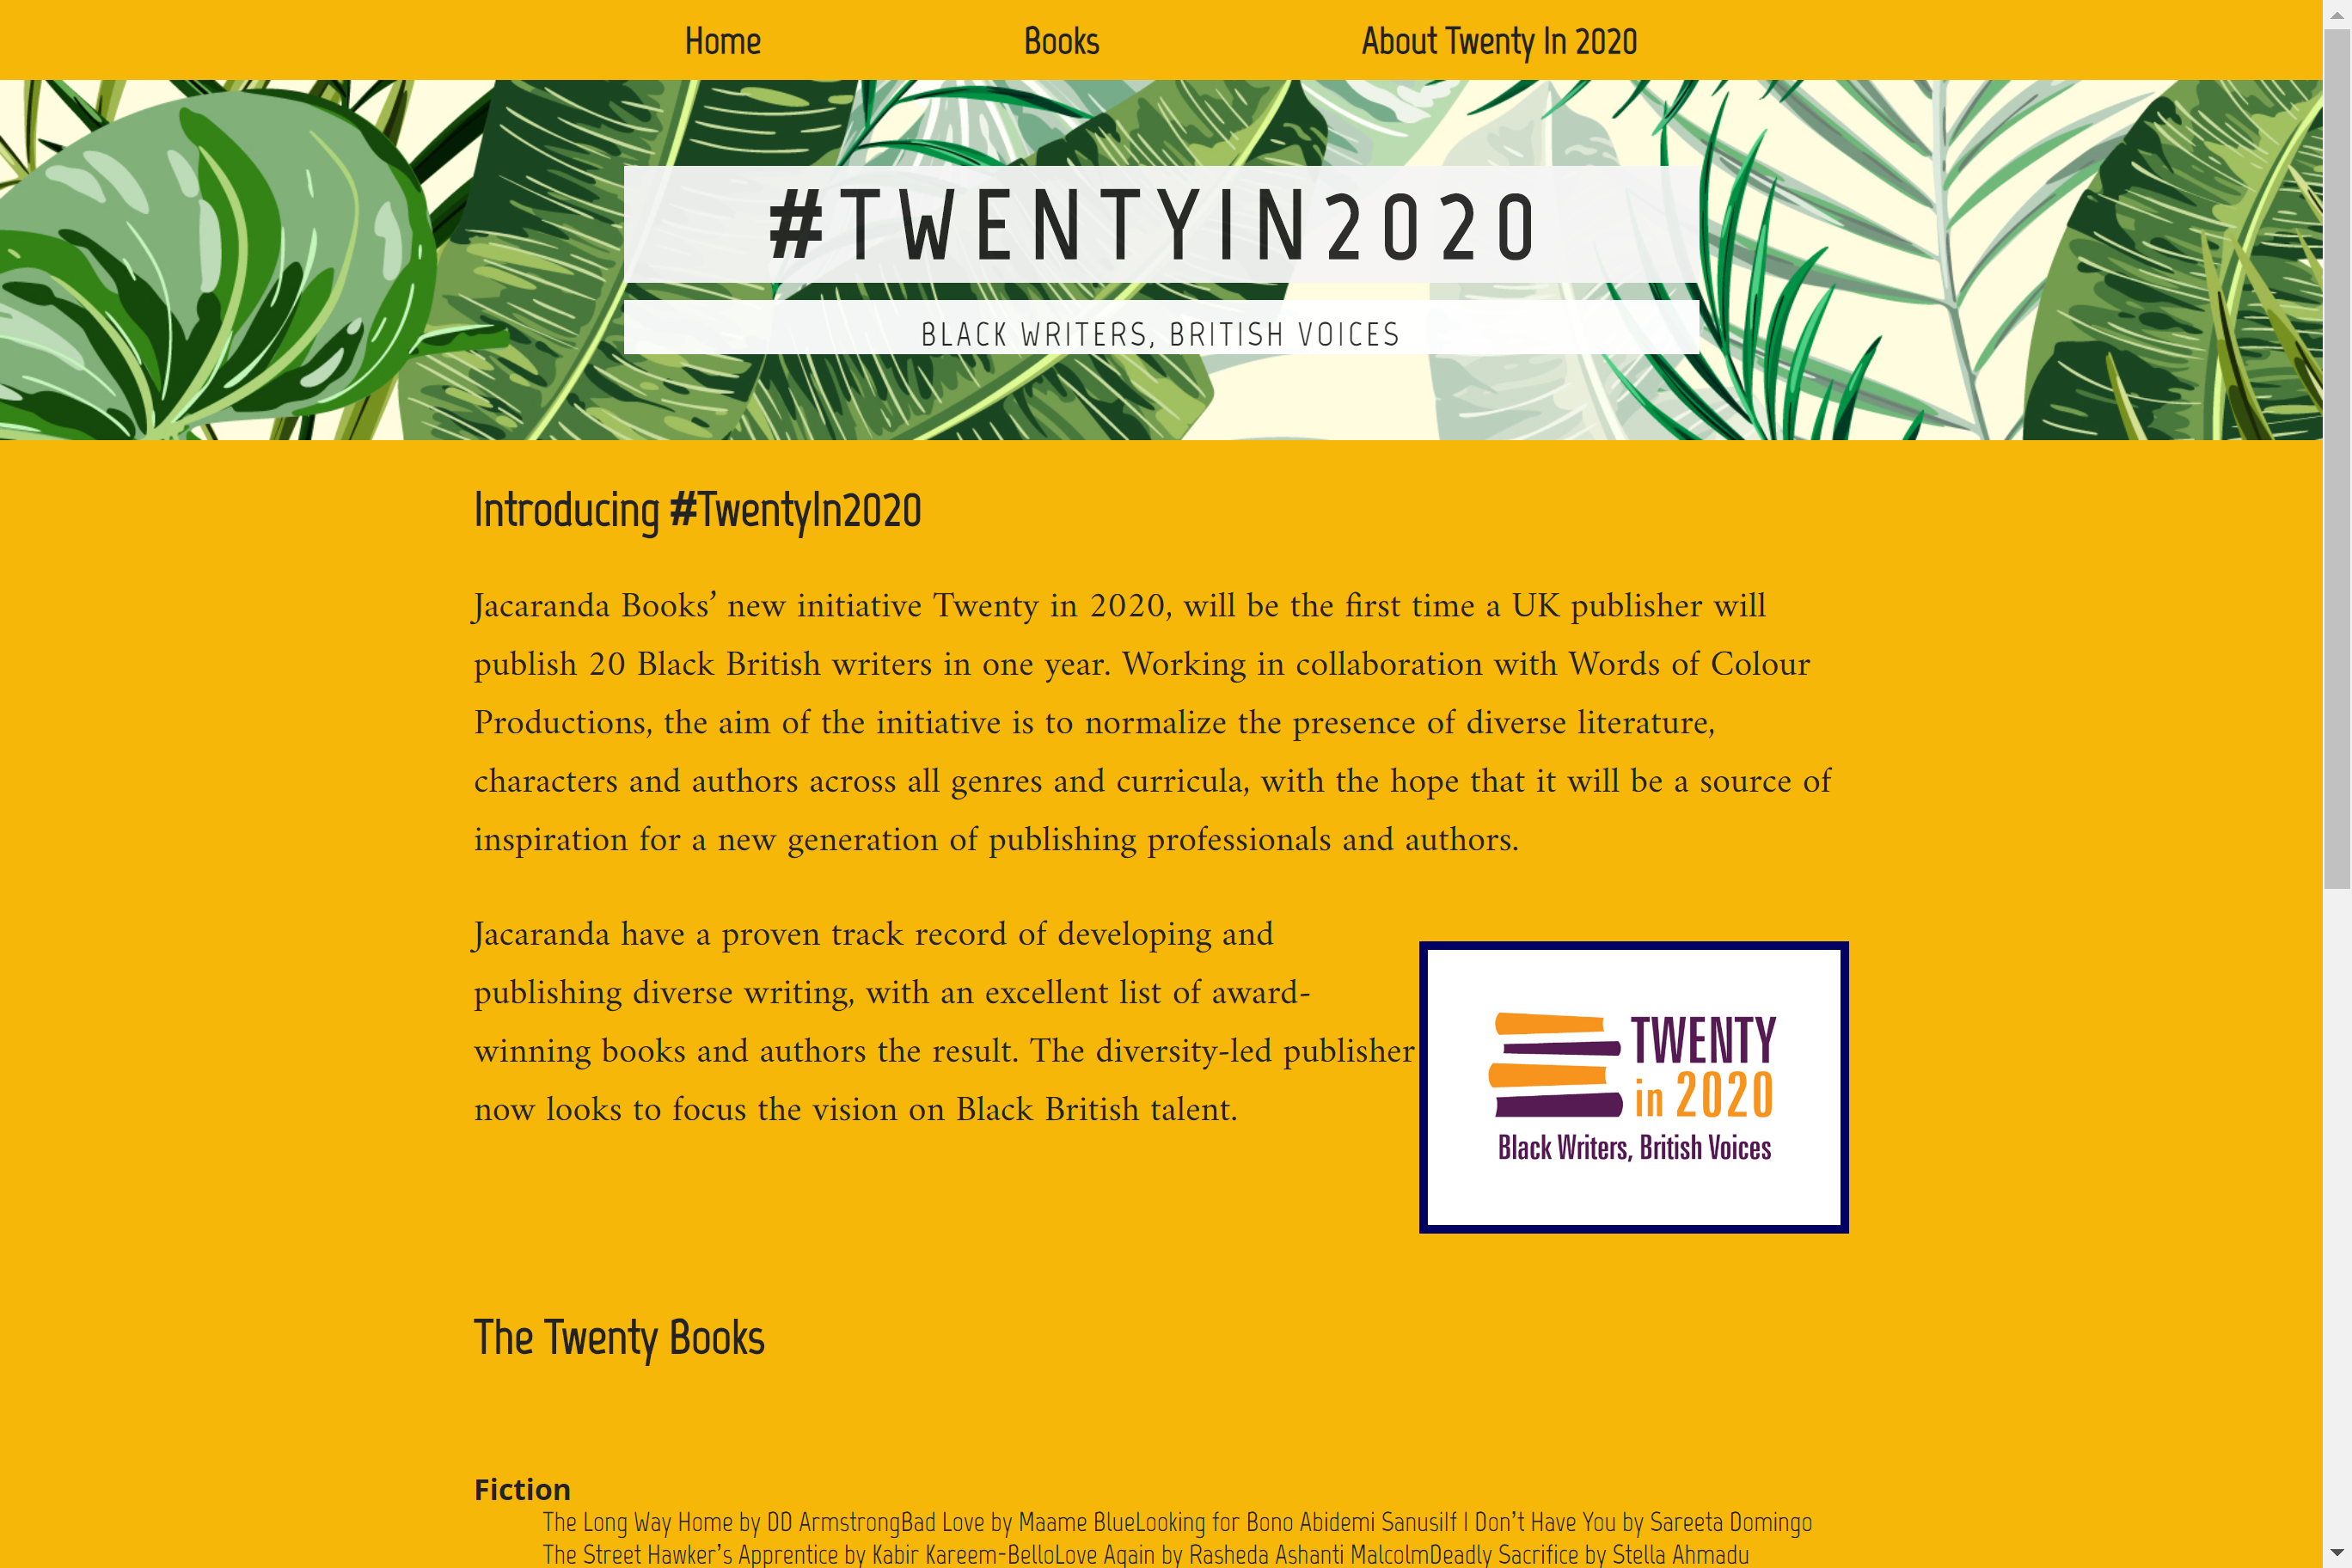 Home Books About Twenty In 2020
#TWENTYIN2020
BLACK WRITERS, BRITISH VOICES
Introducing #TwentyIn2020
Jacaranda Books’ new initiative Twenty in 2020, will be the first time a UK publisher will
publish 20 Black British writers in one year. Working in collaboration with Words of Colour
Productions, the aim of the initiative is to normalize the presence of diverse literature,
characters and authors across all genres and curricula, with the hope that it will be a source of
inspiration for a new generation of publishing professionals and authors.
Jacaranda have a proven track record of developing and
publishing diverse writing, with an excellent list of award-
winning books and authors the result. The diversity-led publisher
now looks to focus the vision on Black British talent.
TWENTY
in 2020
Black Writers, British Voices
The Twenty Books
Fiction
The Long Way Home by DD ArmstrongBad Love by Maame BlueLooking for Bono Abidemi SanusiIf I Don’t Have You by Sareeta Domingo
The Street Hawker’s Apprentice by Kabir Kareem-BelloLove Again by Rasheda Ashanti MalcolmDeadly Sacrifice by Stella Ahmadu